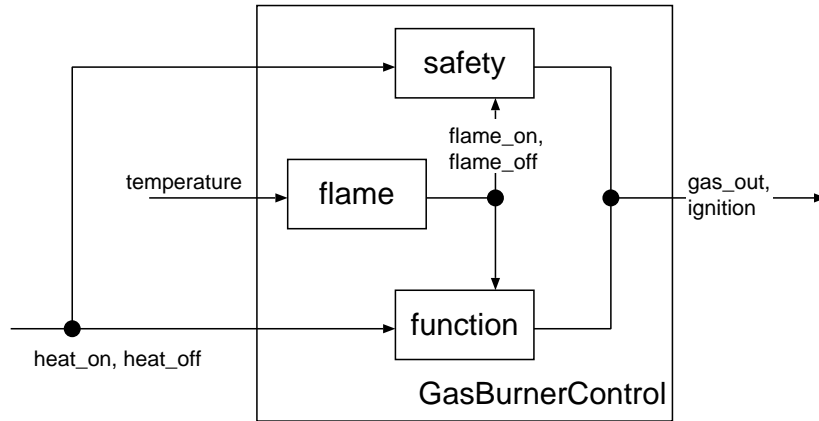 safety
flame_on,
flame_off
temperature
flame
gas_out,
ignition
function
heat_on, heat_off
GasBurnerControl